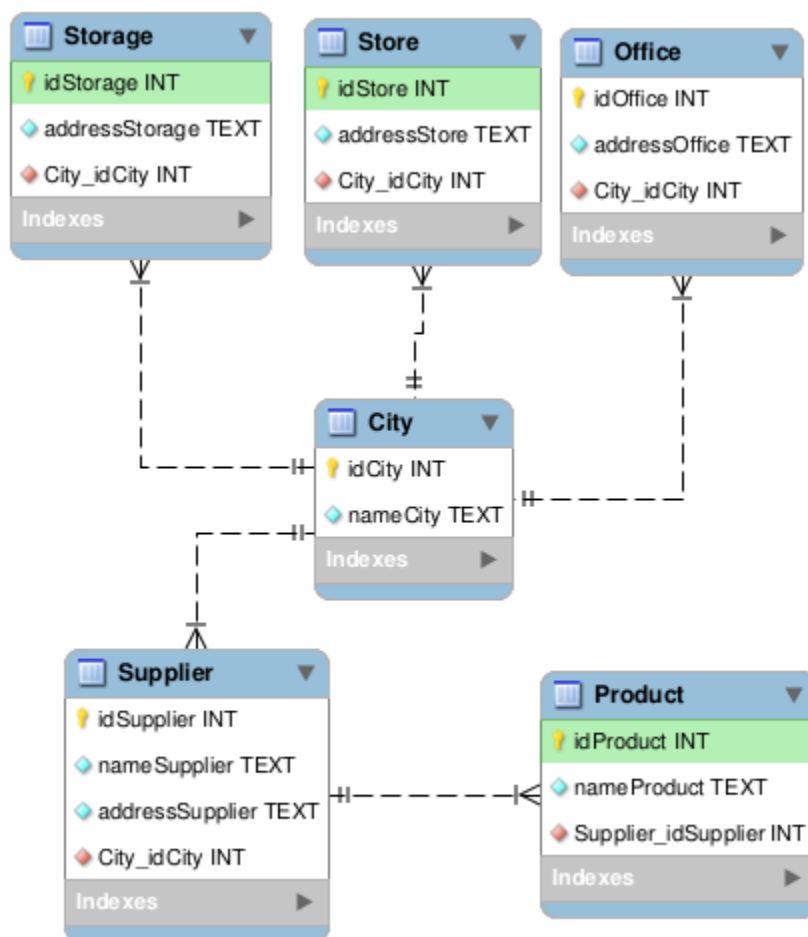 Storage
idStorage INT
addressStorage TEXT
City_idCity INT
Indexes
Store
idStore INT
addressStore TEXT
City_idCity INT
Indexes
Office
idOffice INT
addressOffice TEXT
City_idCity INT
Indexes
City
idCity INT
nameCity TEXT
Indexes
Supplier
idSupplier INT
nameSupplier TEXT
addressSupplier TEXT
City_idCity INT
Indexes
Product
idProduct INT
nameProduct TEXT
Supplier_idSupplier INT
Indexes